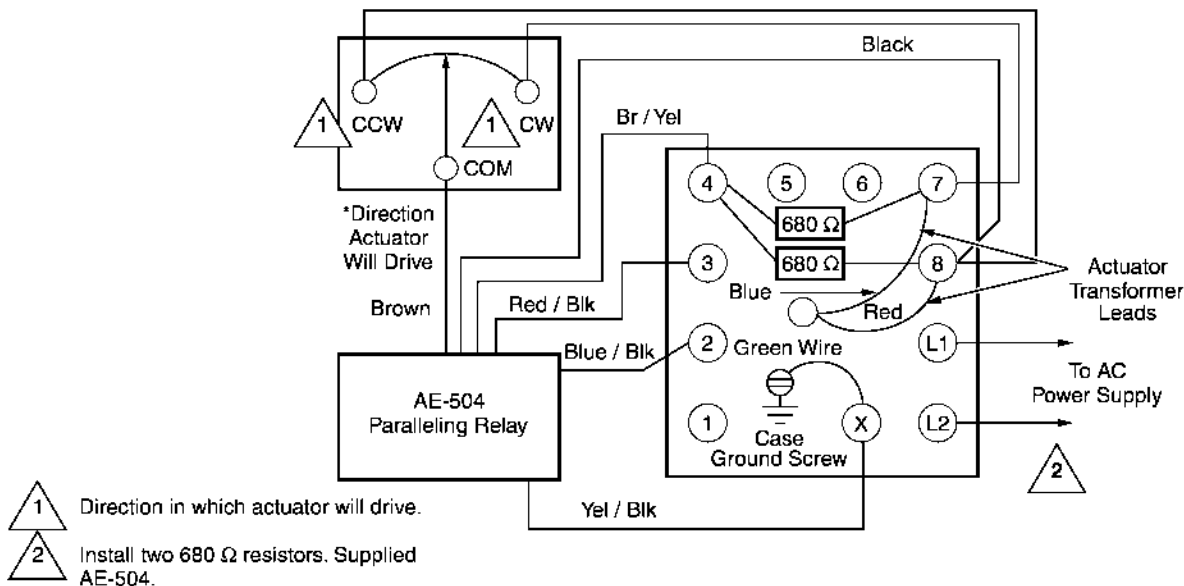 Black
1
CCW
1
CW
COM
Br / Yel
*Direction
Actuator
Will Drive
Brown
4
5
6
7
680 Ω
680 Ω
3
8
Red / Blk
Blue
Red
Actuator
Transformer
Leads
Blue / Blk
2
Green Wire
L1
To AC
Power Supply
AE-504
Paralleling Relay
1
Case
Ground Screw
X
L2
2
Yel / Blk
1 Direction in which actuator will drive.
2 Install two 680 Ω resistors. Supplied
AE-504.